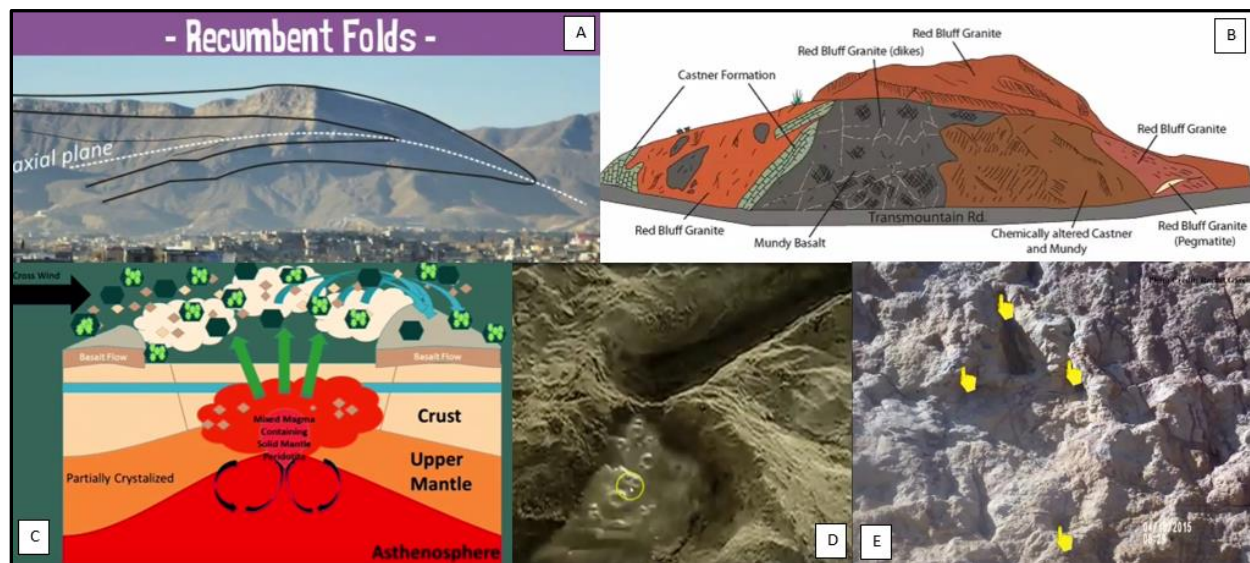 - Recumbent Folds -
A
axial plane
B
Red Bluff Granite
Red Bluff Granite (dikes)
Castner Formation
Red Bluff Granite
Red Bluff Granite
Mundy Basalt
Transmountain Rd.
Chemically altered Castner
and Mundy
Red Bluff Granite
(Pegmatite)
Cross Wind
Basalt Flow
Basalt Flow
Mixed Magma
Containing
Solid Mantle
Peridotite
Crust
Partially Crystalized
Upper
Mantle
Asthenosphere
C
D
Photo Credit:
2015
E